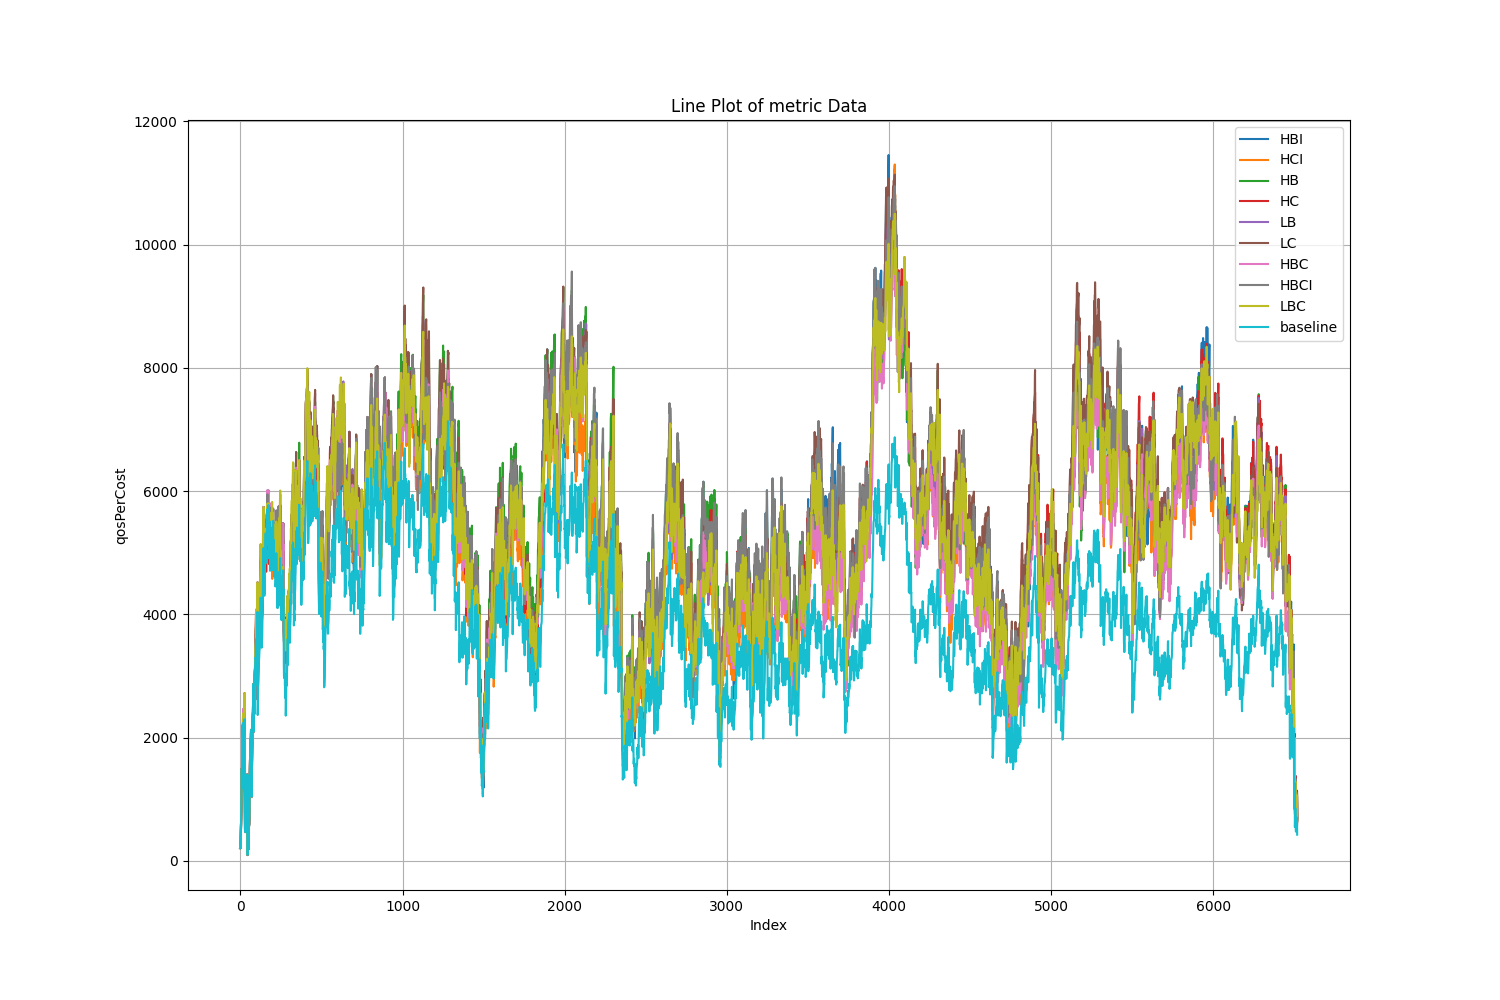 Line Plot of metric Data
12000
10000
8000
6000
4000
2000
0
qosPerCost
0 1000 2000 3000 4000 5000 6000
Index
HBI
HCI
HB
HC
LB
LC
HBC
HBCI
LBC
baseline